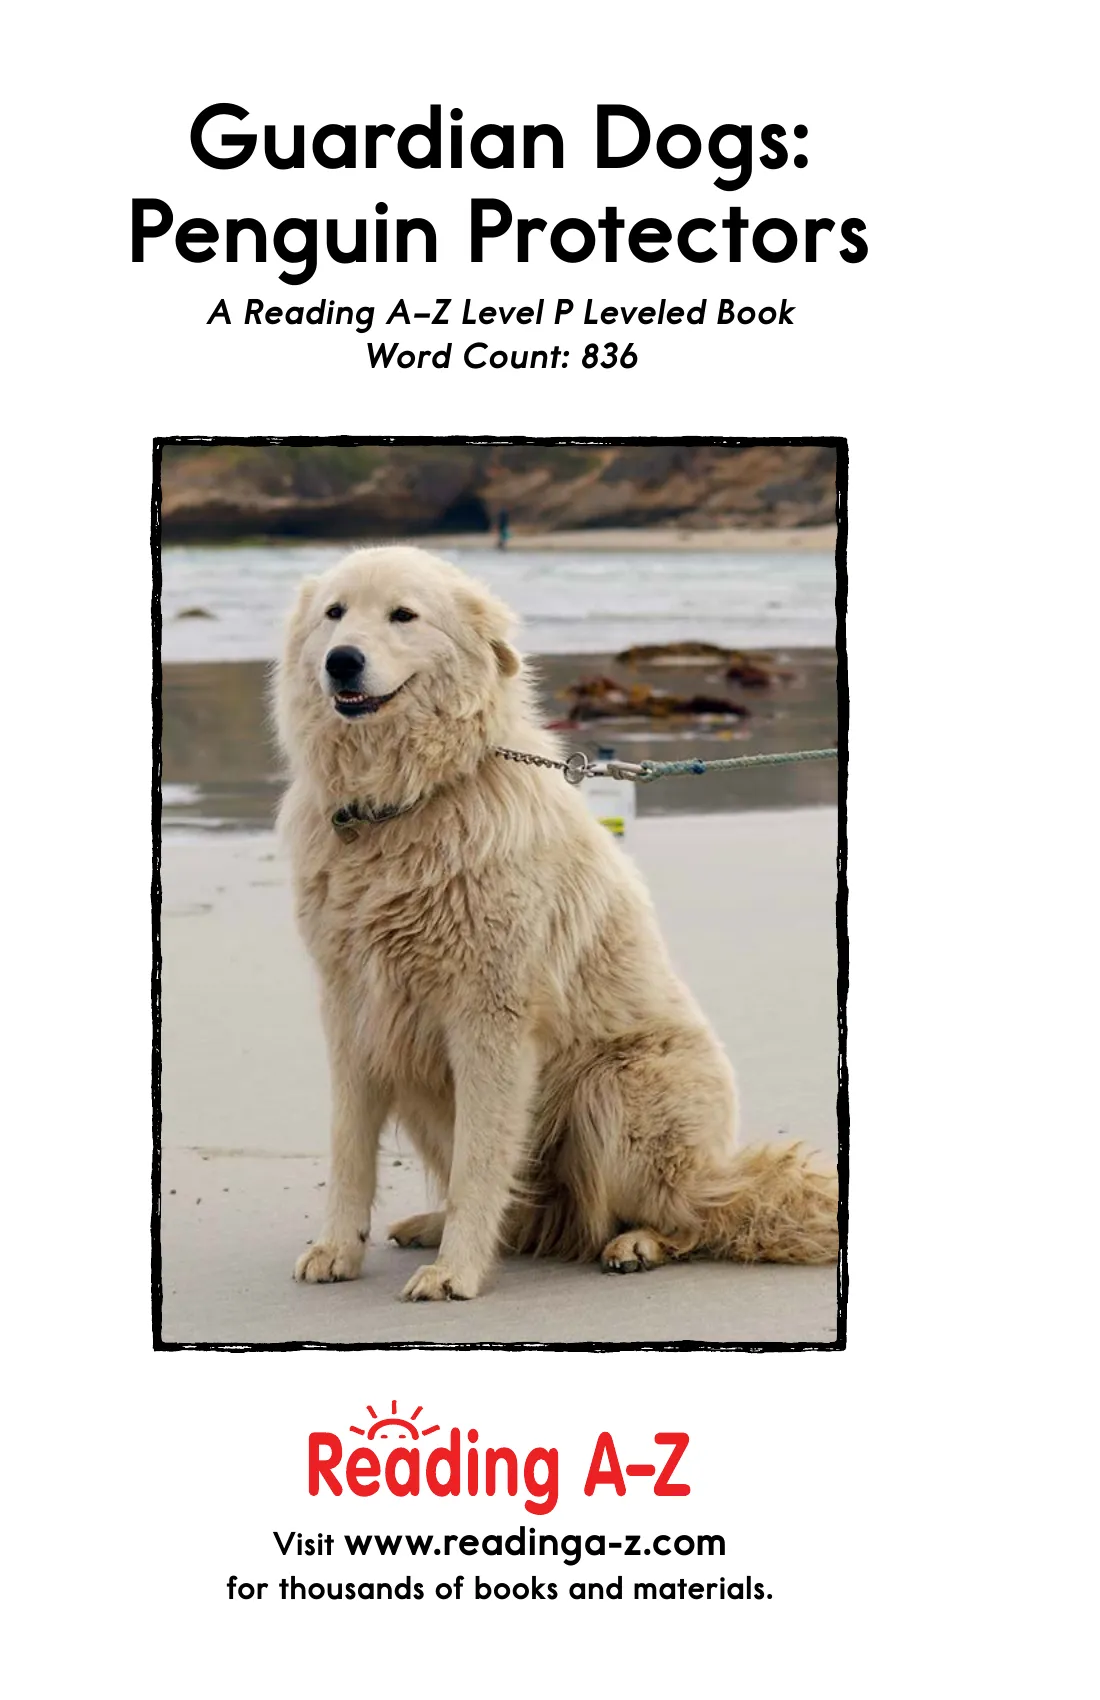 Guardian Dogs:
Penguin Protectors
A Reading A–Z Level P Leveled Book
Word Count: 836
Reading A–Z
Visit www.readinga-z.com
for thousands of books and materials.